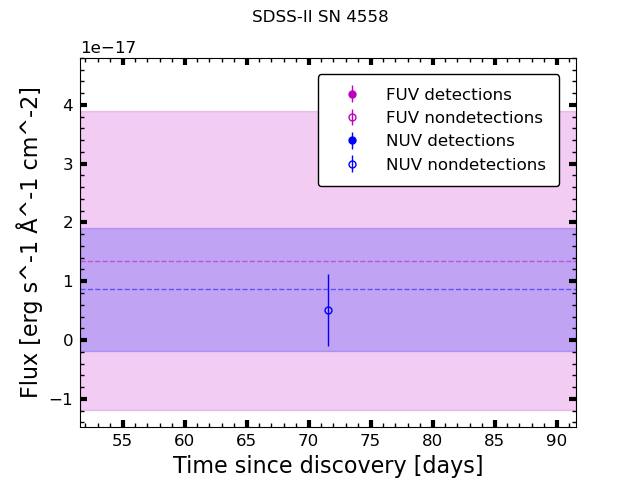 SDSS-II SN 4558
1e−17
Flux [erg s^-1 Å^-1 cm^-2]
4
3
2
1
0
−1
FUV detections
FUV nondetections
NUV detections
NUV nondetections
55 60 65 70 75 80 85 90
Time since discovery [days]